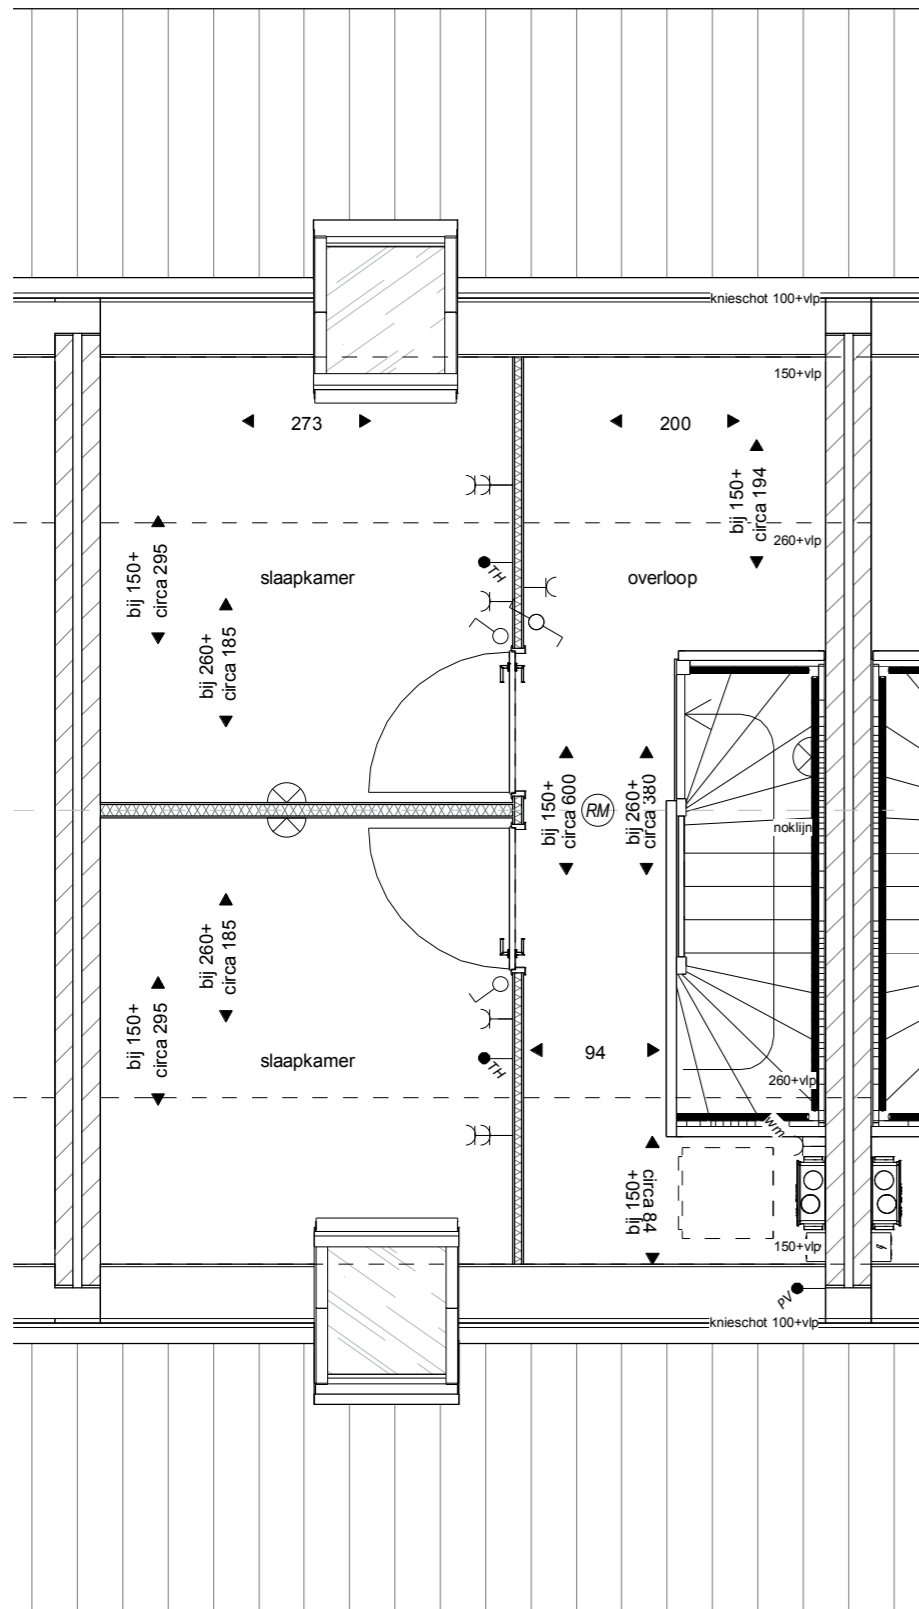 knieschot 100+vlp
150+vlp
273
200
bij 150+
circa 194
260+vlp
bij 150+
circa 295
slaapkamer
TH
overloop
bij 260+
circa 185
bij 150+
circa 600
RM
bij 260+
circa 380
noklijn
bij 260+
circa 185
bij 150+
circa 295
slaapkamer
TH
94
260+vlp
wm
bij 150+
circa 84
150+vlp
PV
knieschot 100+vlp